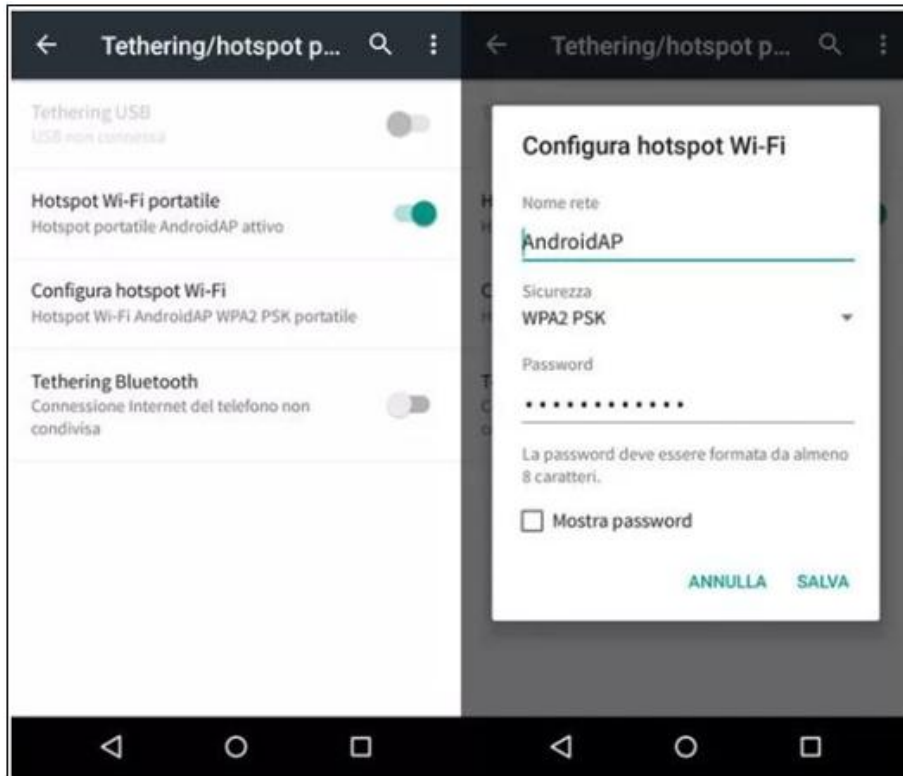 Tethering/hotspot p...
Tethering USB
USB non connessa
Hotspot Wi-Fi portatile
Hotspot portatile AndroidAP attivo
Configura hotspot Wi-Fi
Hotspot Wi-Fi AndroidAP WPA2 PSK portatile
Tethering Bluetooth
Connessione Internet del telefono non
condivisa
Tethering/hotspot p...
Configura hotspot Wi-Fi
Nome rete
AndroidAP
Sicurezza
WPA2 PSK
Password
••••••••••••
La password deve essere formata da almeno
8 caratteri.
Mostra password
ANNULLA SALVA